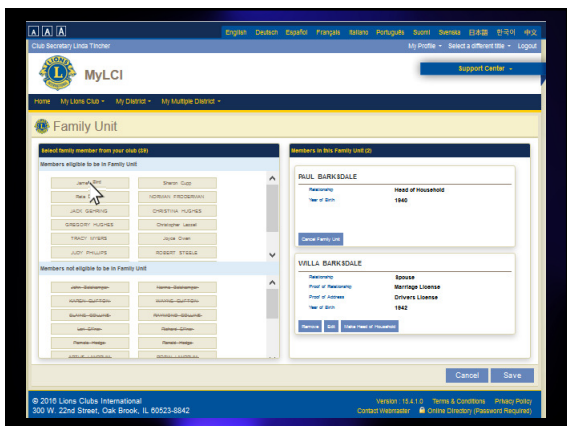 A A A
English Deutsch Español Français Italiano Português Suomi Svenska 日本語 한국어 中文
Club Secretary Linda Tincher
My Profile Select a different title Logout
MyLCI
Support Center
Home My Lions Club My District My Multiple District
Family Unit
Select family member from your club (39)
Members eligible to be in Family Unit
Sharon Cupp
NORMAN FRODERMAN
JACK GEHRING CHRISTINA HUGHES
GREGORY HUGHES Christopher Lessel
TRACY MYERS Joyce Owen
JUDY PHILLIPS ROBERT STEELE
Members not eligible to be in Family Unit
Pamela Hedge
Members in this Family Unit (2)
PAUL BARKSDALE
Relationship Head of Household
Year of Birth 1940
Cancel Family Unit
WILLA BARKSDALE
Relationship Spouse
Proof of Relationship Marriage License
Proof of Address Drivers License
Year of Birth 1942
Remove Edit Make Head of Household
Cancel Save
© 2016 Lions Clubs International
300 W. 22nd Street, Oak Brook, IL 60523-8842
Version : 15.4.1.0 Terms & Conditions Privacy Policy
Contact Webmaster Online Directory (Password Required)